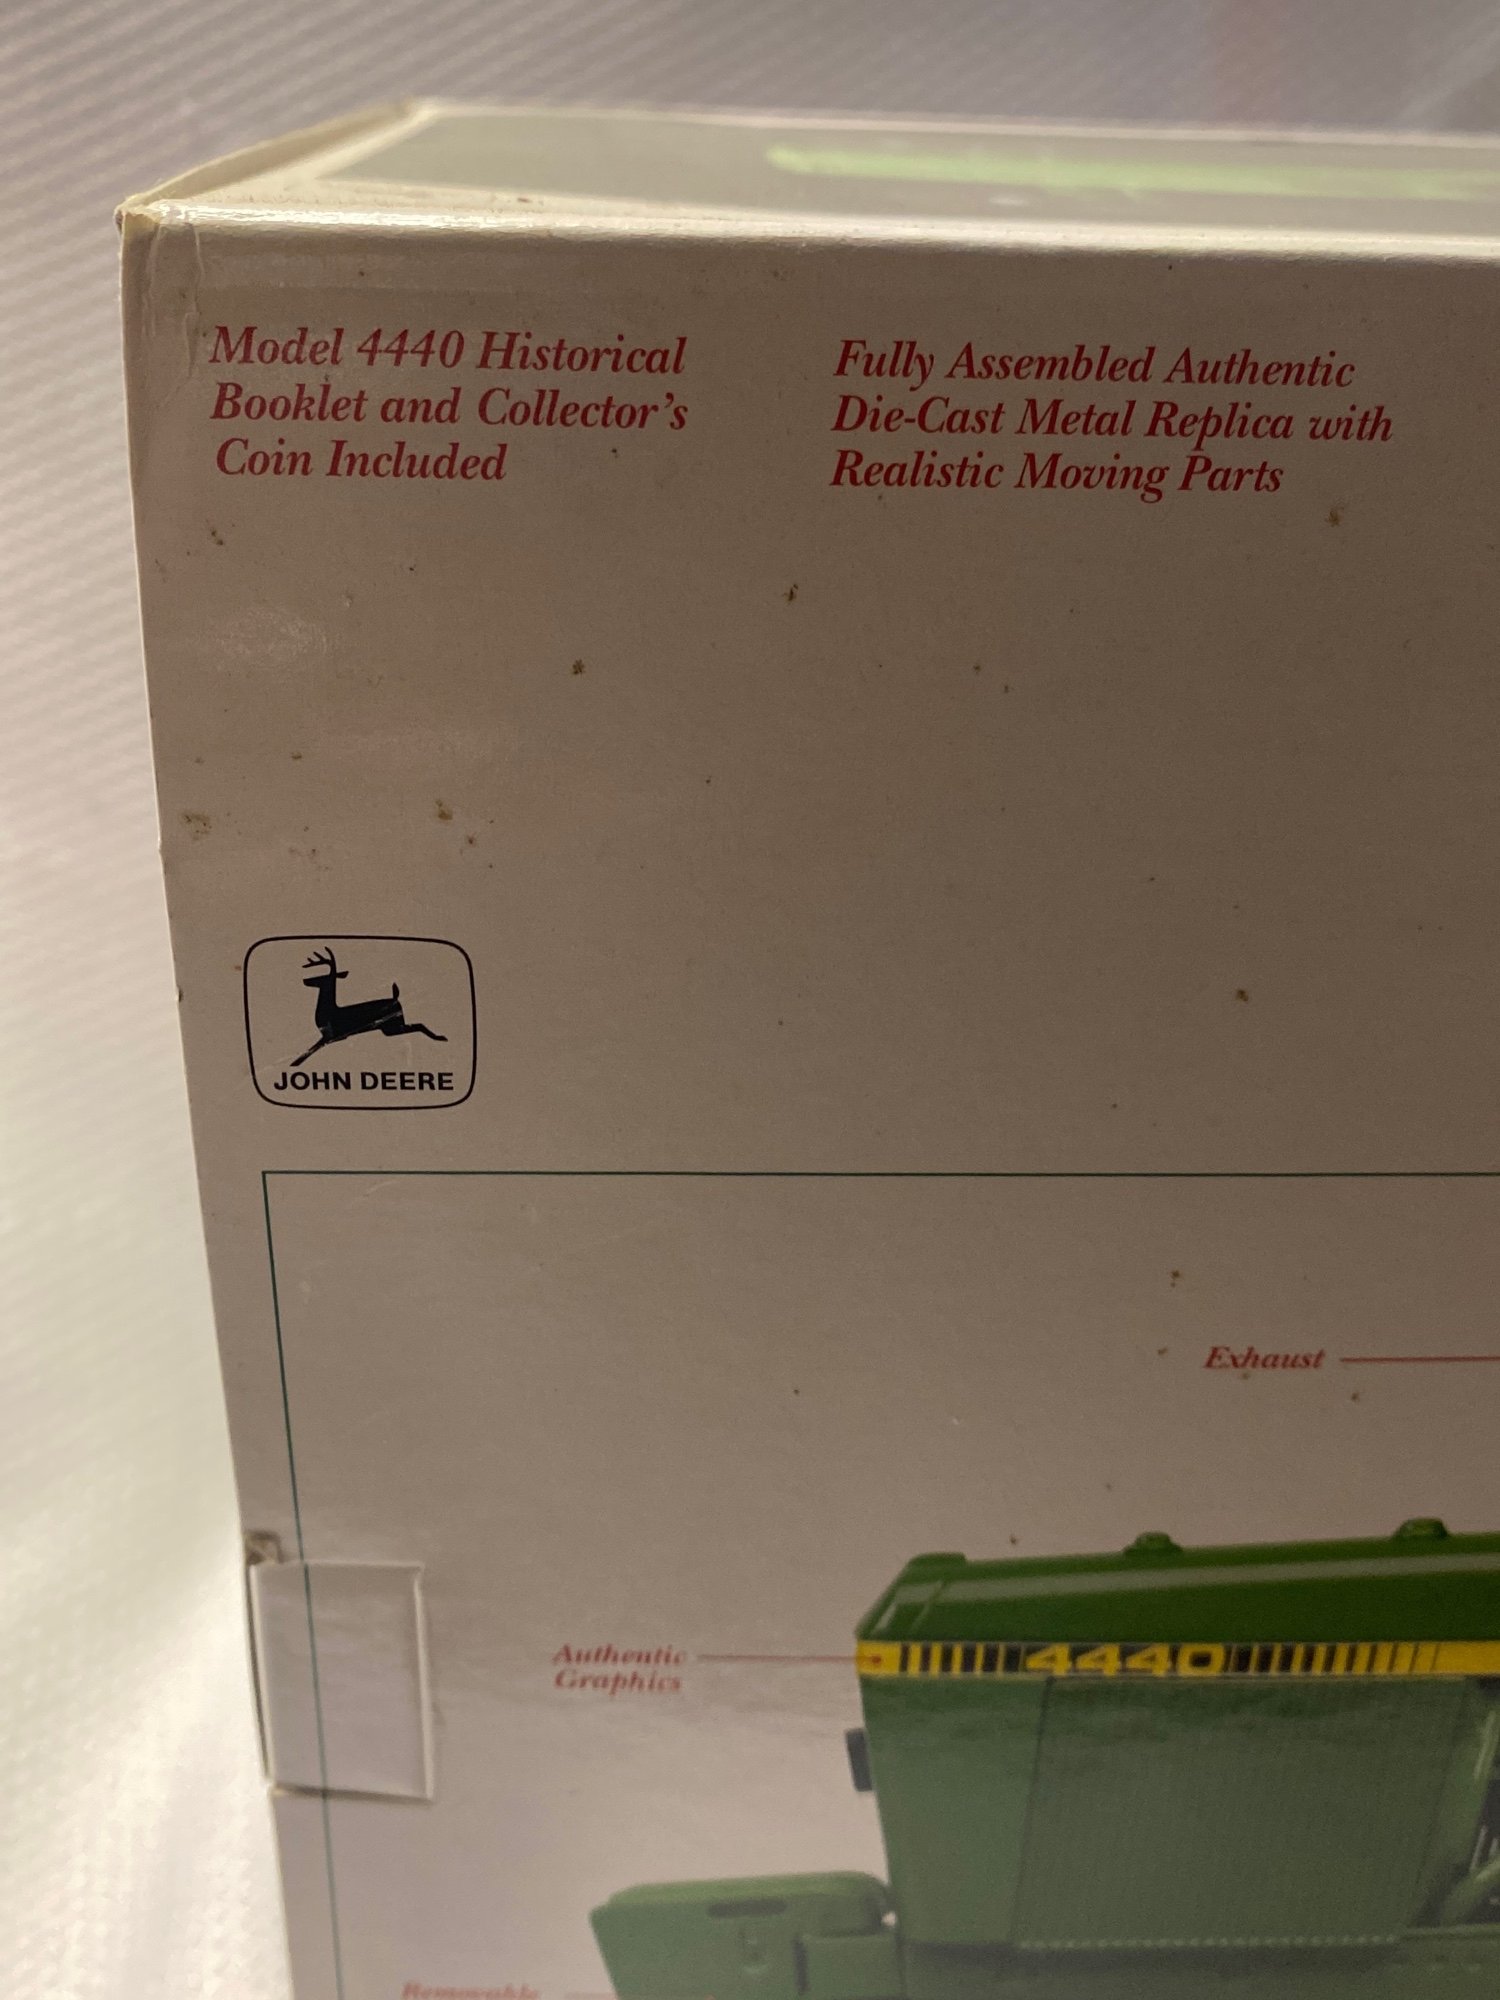 Model 4440 Historical
Booklet and Collector's
Coin Included
Fully Assembled Authentic
Die-Cast Metal Replica with
Realistic Moving Parts
JOHN DEERE
Exhaust
Authentic
Graphics
4440
Removable